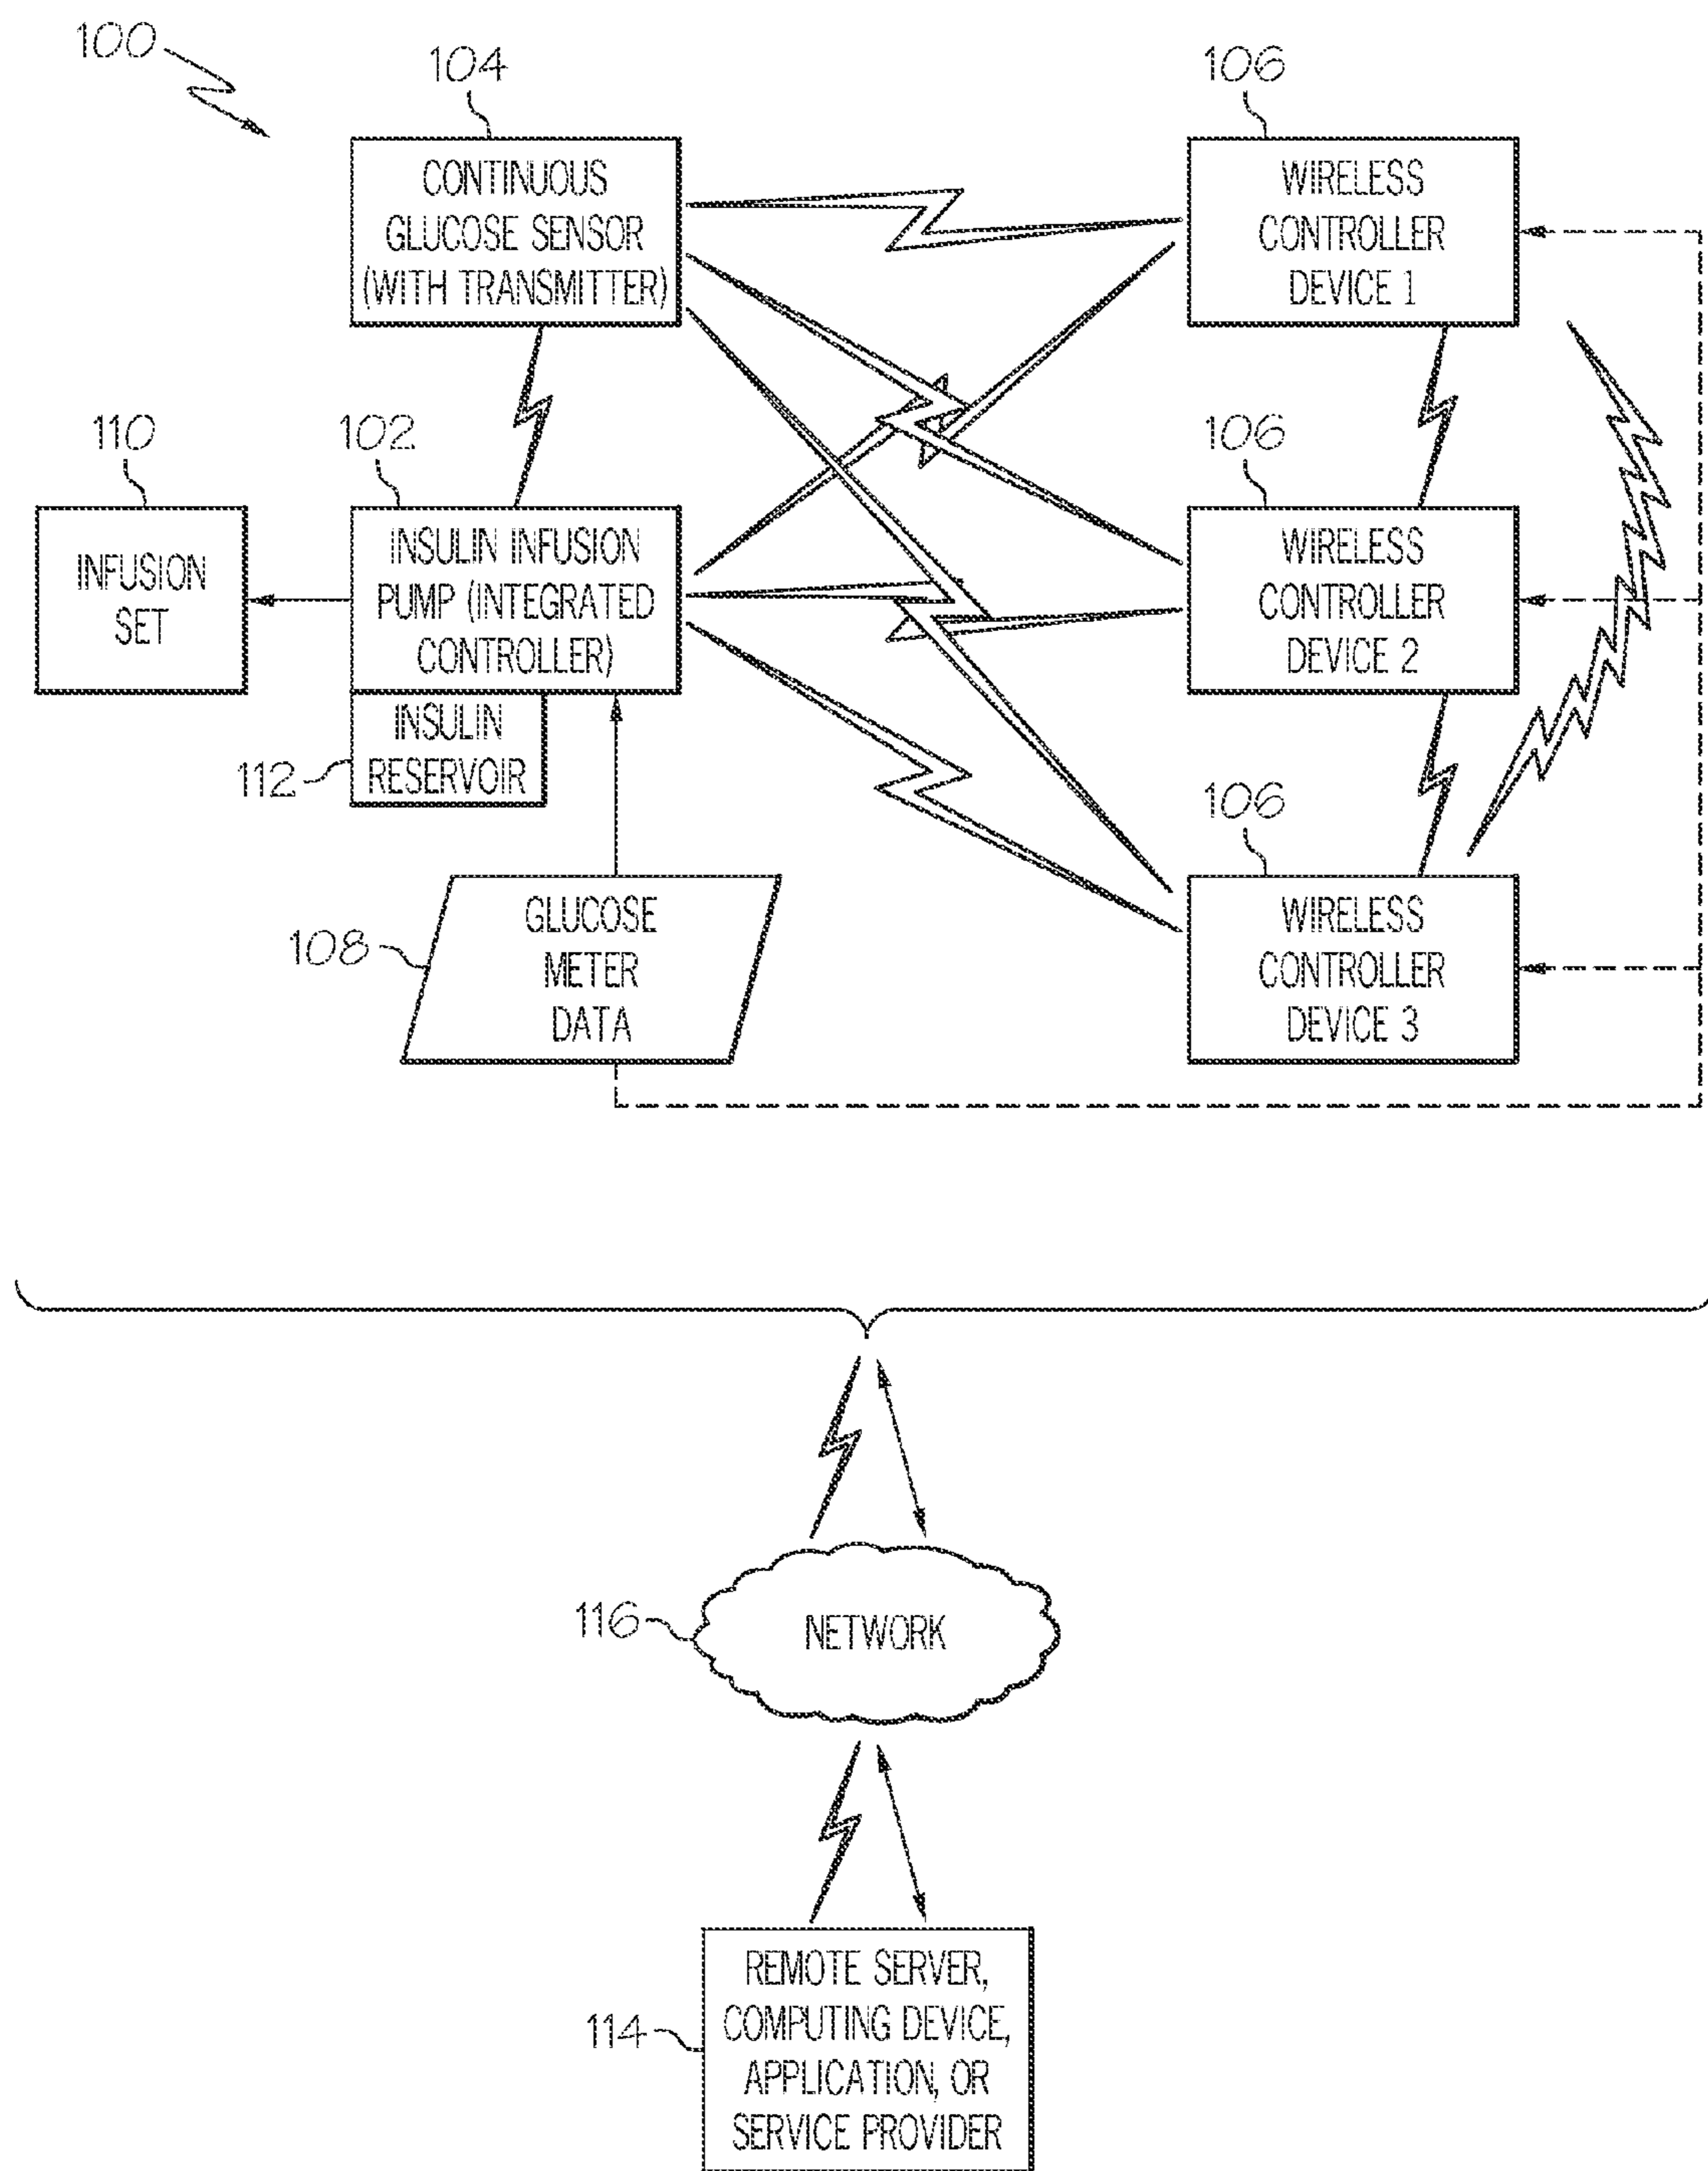 100
104
CONTINUOUS
GLUCOSE SENSOR
(WITH TRANSMITTER)
106
WIRELESS
CONTROLLER
DEVICE 1
110
INFUSION
SET
102
INSULIN INFUSION
PUMP (INTEGRATED
CONTROLLER)
106
WIRELESS
CONTROLLER
DEVICE 2
112
INSULIN
RESERVOIR
108
GLUCOSE
METER
DATA
106
WIRELESS
CONTROLLER
DEVICE 3
116
NETWORK
114
REMOTE SERVER,
COMPUTING DEVICE,
APPLICATION, OR
SERVICE PROVIDER